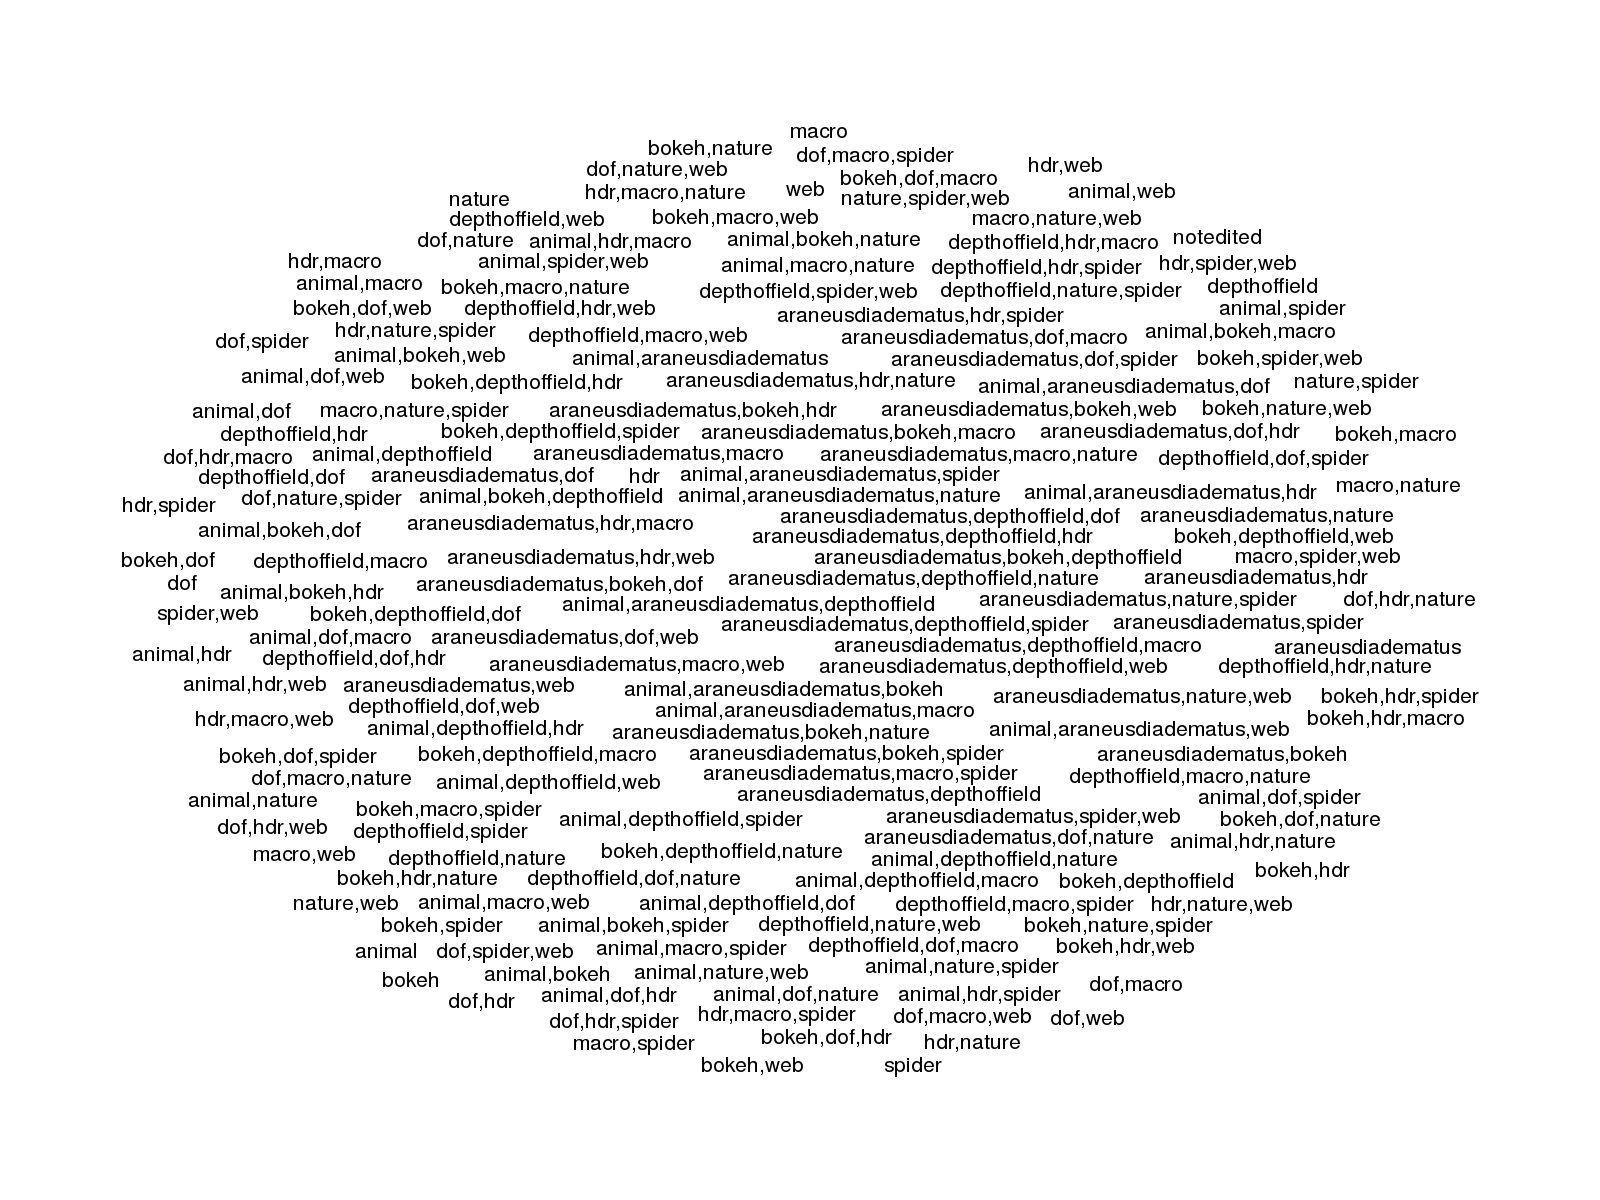 macro
bokeh,nature
dof,macro,spider
hdr,web
dof,nature,web
bokeh,dof,macro
hdr,macro,nature
web
animal,web
nature
nature,spider,web
depthoffield,web
bokeh,macro,web
macro,nature,web
dof,nature
animal,hdr,macro
animal,bokeh,nature
depthoffield,hdr,macro
notedited
hdr,macro
animal,spider,web
animal,macro,nature
depthoffield,hdr,spider
hdr,spider,web
animal,macro
bokeh,macro,nature
depthoffield,spider,web
depthoffield,nature,spider
depthoffield
bokeh,dof,web
depthoffield,hdr,web
araneusdiadematus,hdr,spider
animal,spider
dof,spider
hdr,nature,spider
depthoffield,macro,web
araneusdiadematus,dof,macro
animal,bokeh,macro
animal,bokeh,web
animal,araneusdiadematus
araneusdiadematus,dof,spider
bokeh,spider,web
animal,dof,web
bokeh,depthoffield,hdr
araneusdiadematus,hdr,nature
animal,araneusdiadematus,dof
nature,spider
animal,dof
macro,nature,spider
araneusdiadematus,bokeh,hdr
araneusdiadematus,bokeh,web
bokeh,nature,web
depthoffield,hdr
bokeh,depthoffield,spider
araneusdiadematus,bokeh,macro
araneusdiadematus,dof,hdr
bokeh,macro
dof,hdr,macro
animal,depthoffield
araneusdiadematus,macro
araneusdiadematus,macro,nature
depthoffield,dof,spider
depthoffield,dof
araneusdiadematus,dof
hdr
animal,araneusdiadematus,spider
hdr,spider
dof,nature,spider
animal,bokeh,depthoffield
animal,araneusdiadematus,nature
animal,araneusdiadematus,hdr
macro,nature
animal,bokeh,dof
araneusdiadematus,hdr,macro
araneusdiadematus,depthoffield,dof
araneusdiadematus,nature
araneusdiadematus,depthoffield,hdr
bokeh,depthoffield,web
bokeh,dof
depthoffield,macro
araneusdiadematus,hdr,web
araneusdiadematus,bokeh,depthoffield
macro,spider,web
dof
animal,bokeh,hdr
araneusdiadematus,bokeh,dof
araneusdiadematus,depthoffield,nature
araneusdiadematus,hdr
spider,web
bokeh,depthoffield,dof
animal,araneusdiadematus,depthoffield
araneusdiadematus,nature,spider
dof,hdr,nature
animal,dof,macro
araneusdiadematus,dof,web
araneusdiadematus,depthoffield,spider
araneusdiadematus,spider
animal,hdr
depthoffield,dof,hdr
araneusdiadematus,macro,web
araneusdiadematus,depthoffield,macro
araneusdiadematus
araneusdiadematus,depthoffield,web
depthoffield,hdr,nature
animal,hdr,web
araneusdiadematus,web
animal,araneusdiadematus,bokeh
araneusdiadematus,nature,web
bokeh,hdr,spider
depthoffield,dof,web
animal,araneusdiadematus,macro
hdr,macro,web
animal,depthoffield,hdr
araneusdiadematus,bokeh,nature
animal,araneusdiadematus,web
bokeh,hdr,macro
bokeh,dof,spider
bokeh,depthoffield,macro
araneusdiadematus,bokeh,spider
araneusdiadematus,bokeh
dof,macro,nature
animal,depthoffield,web
araneusdiadematus,macro,spider
depthoffield,macro,nature
animal,nature
bokeh,macro,spider
araneusdiadematus,depthoffield
animal,dof,spider
dof,hdr,web
depthoffield,spider
animal,depthoffield,spider
araneusdiadematus,spider,web
bokeh,dof,nature
macro,web
depthoffield,nature
bokeh,depthoffield,nature
araneusdiadematus,dof,nature
animal,hdr,nature
animal,depthoffield,nature
bokeh,hdr,nature
depthoffield,dof,nature
animal,depthoffield,macro
bokeh,depthoffield
bokeh,hdr
nature,web
animal,macro,web
animal,depthoffield,dof
depthoffield,macro,spider
hdr,nature,web
bokeh,spider
animal,bokeh,spider
depthoffield,nature,web
bokeh,nature,spider
animal
dof,spider,web
animal,macro,spider
depthoffield,dof,macro
bokeh,hdr,web
bokeh
animal,bokeh
animal,nature,web
animal,nature,spider
dof,macro
dof,hdr
animal,dof,hdr
animal,dof,nature
animal,hdr,spider
dof,hdr,spider
hdr,macro,spider
dof,macro,web
dof,web
macro,spider
bokeh,dof,hdr
hdr,nature
bokeh,web
spider